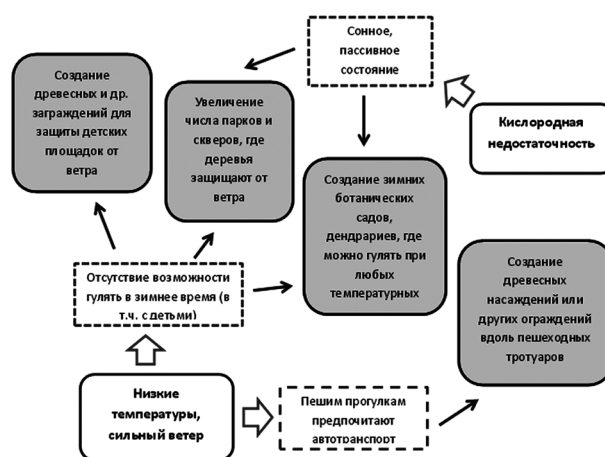 Сонное,
пассивное
состояние
Создание
древесных и др.
заграждений для
защиты детских
площадок от
ветра
Увеличение
числа парков и
скверов, где
деревья
защищают от
ветра
Кислородная
недостаточность
Создание зимних
ботанических
садов,
дендрариев, где
можно гулять при
любых
температурных
Создание
древесных
насаждений или
других ограждений
вдоль пешеходных
тротуаров
Отсутствие возможности
гулять в зимнее время (в
т.ч. с детьми)
Низкие
температуры,
сильный ветер
Пешим прогулкам
предпочитают
автотранспорт